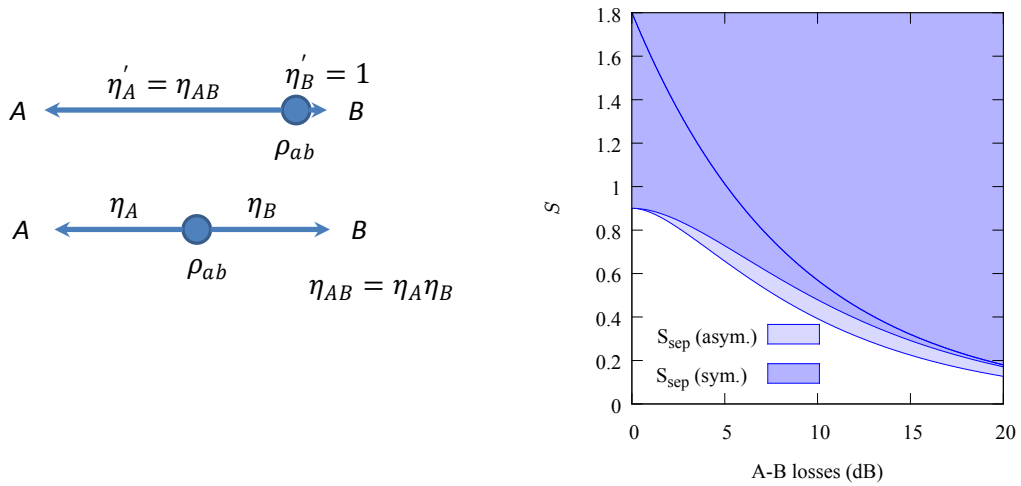 η′_A = η_AB η′_B = 1
A B
ρ_ab
η_A η_B
A B
ρ_ab
η_AB = η_A η_B
1.8
1.6
1.4
1.2
1
0.8
0.6
0.4
0.2
0
S
S_sep (asym.)
S_sep (sym.)
0 5 10 15 20
A-B losses (dB)